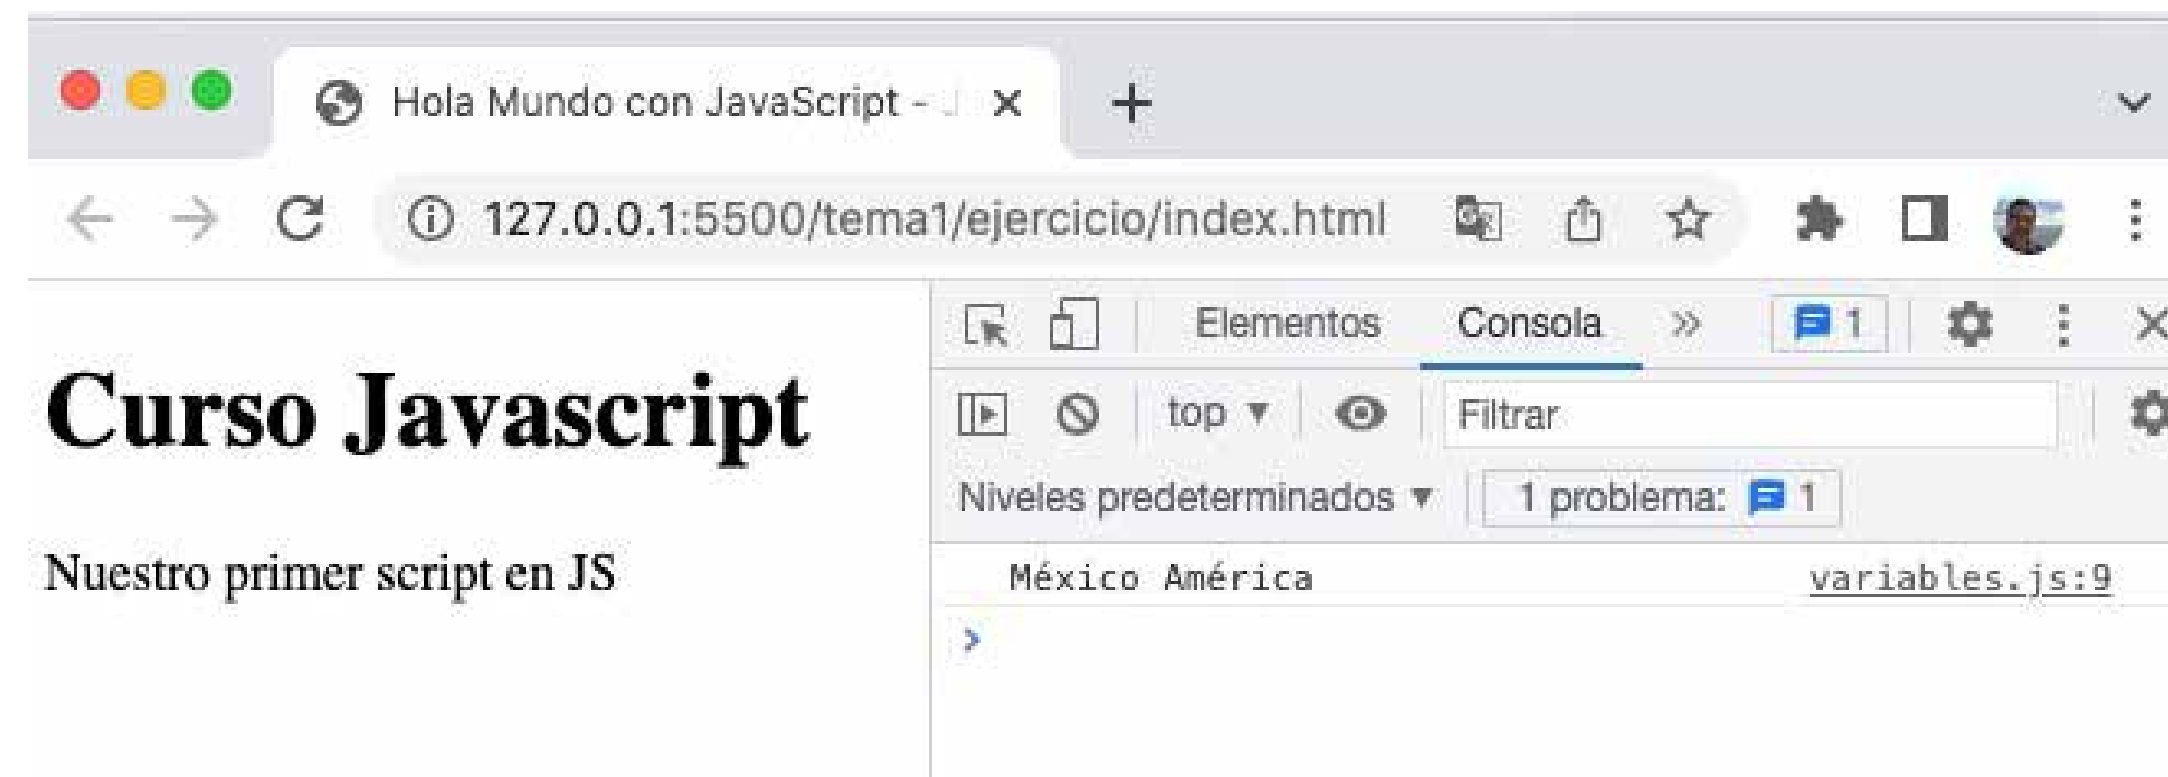 Hola Mundo con JavaScript -
127.0.0.1:5500/tema1/ejercicio/index.html
Curso Javascript
Nuestro primer script en JS
Elementos Consola 1
top Filtrar
Niveles predeterminados 1 problema: 1
México América variables.js:9